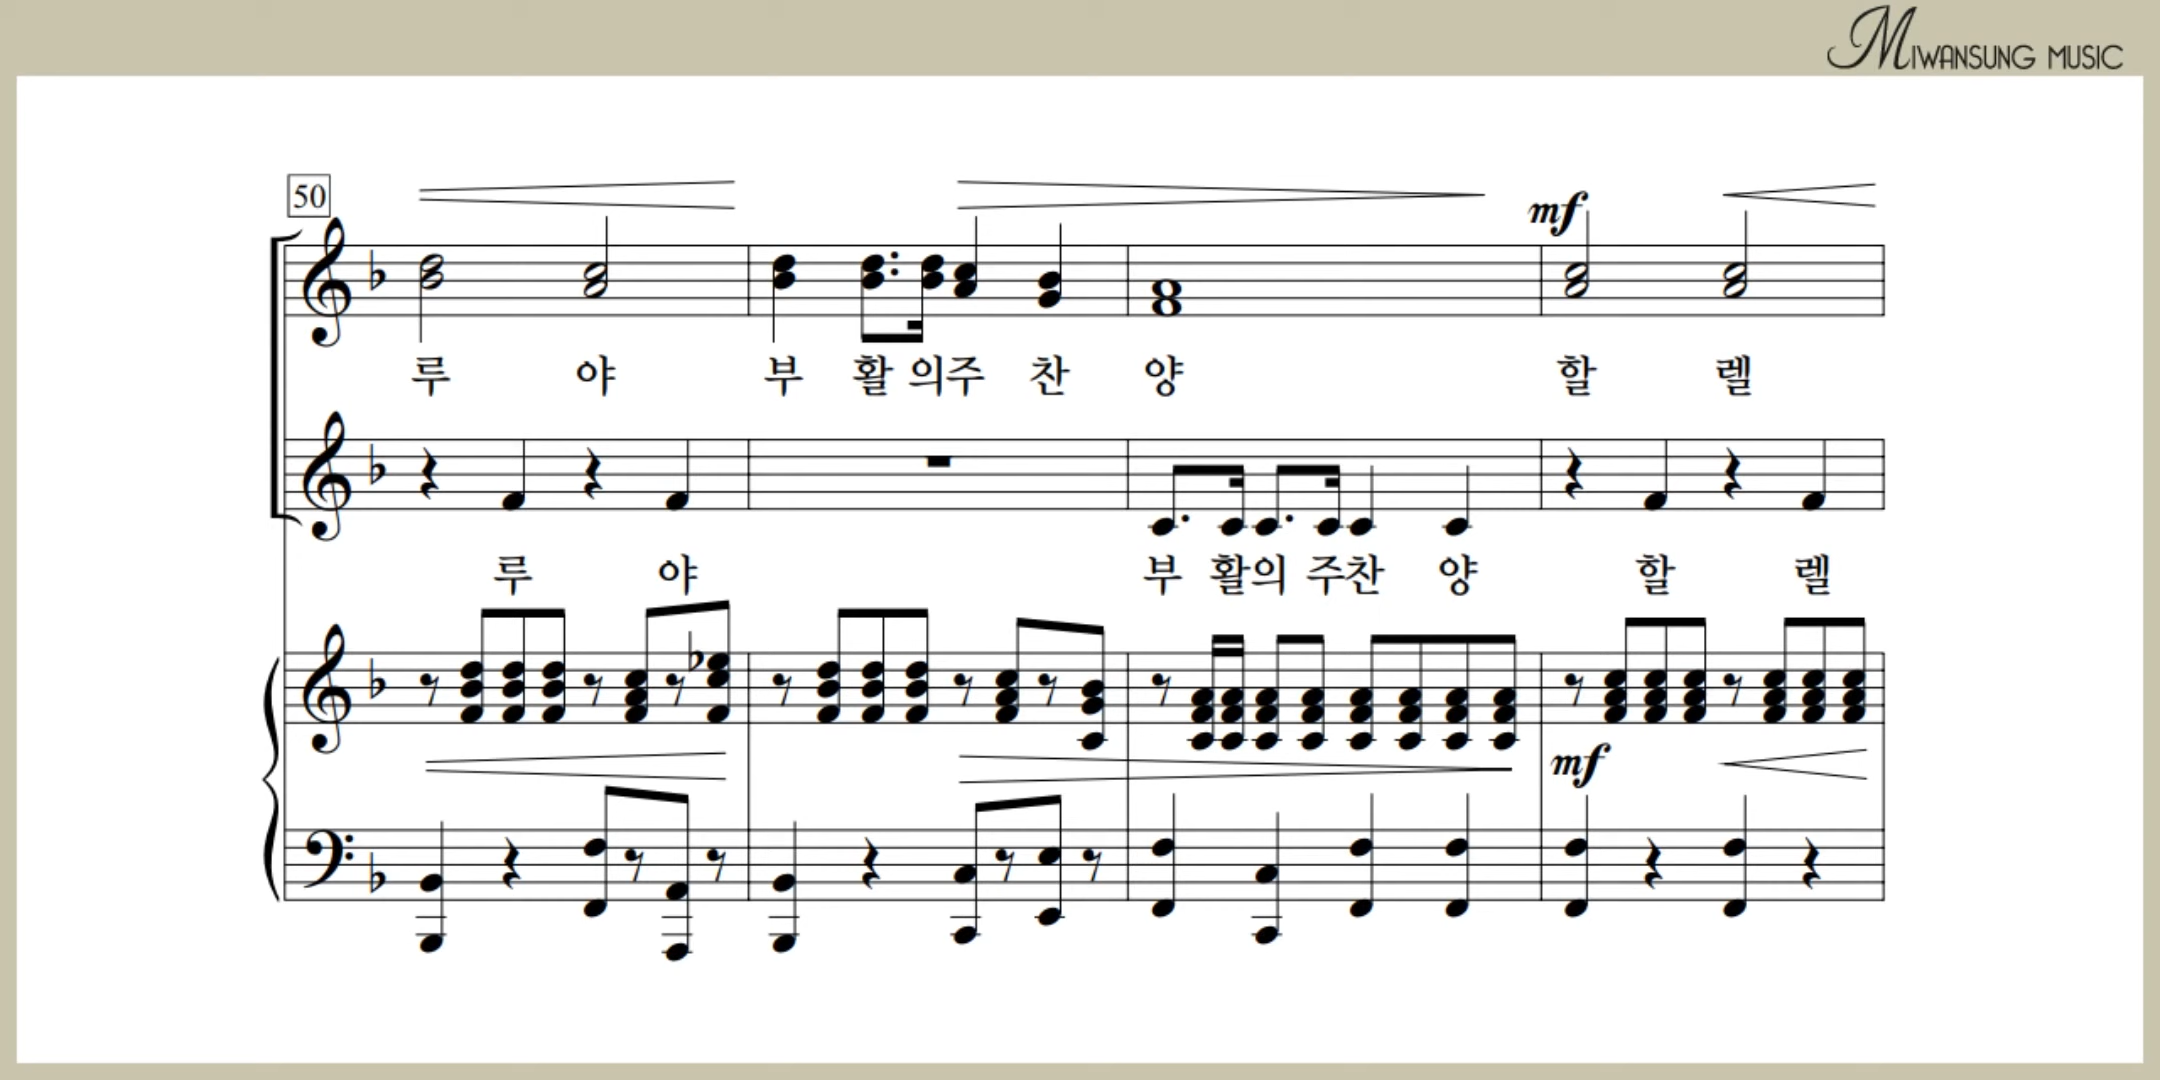 MIWANSUNG MUSIC
50
mf
루 야 부 활 의주 찬 양 할 렐
루 야 부 활의 주찬 양 할 렐
mf